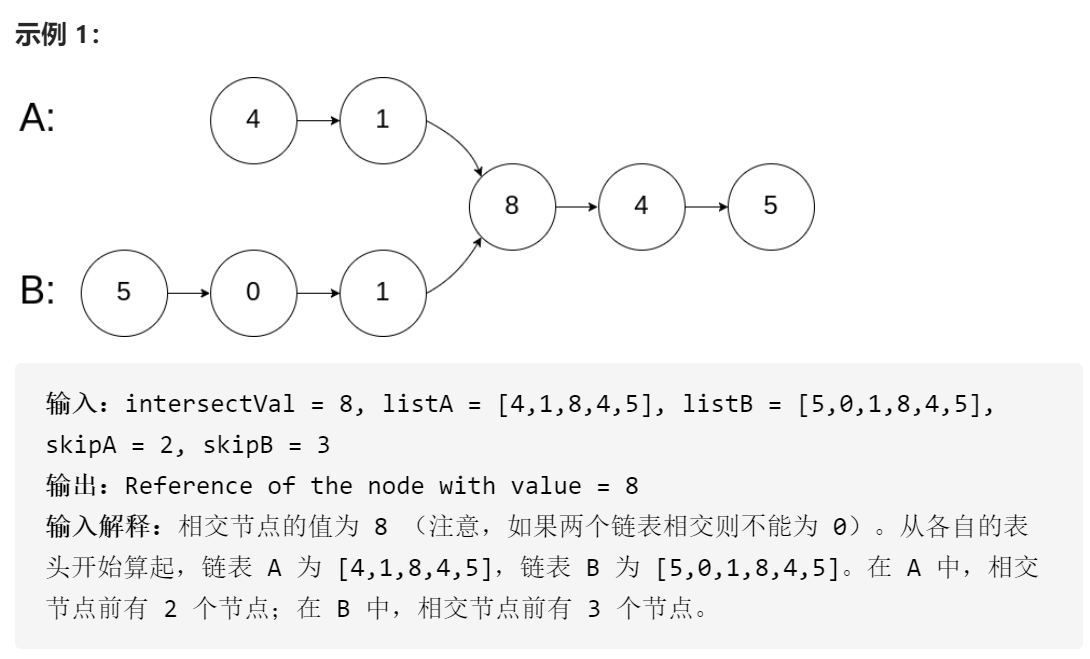 示例 1：
A:
4
1
8
4
5
B:
5
0
1
输入：intersectVal = 8, listA = [4,1,8,4,5], listB = [5,0,1,8,4,5],
skipA = 2, skipB = 3
输出：Reference of the node with value = 8
输入解释：相交节点的值为 8 （注意，如果两个链表相交则不能为 0）。从各自的表
头开始算起，链表 A 为 [4,1,8,4,5]，链表 B 为 [5,0,1,8,4,5]。在 A 中，相交
节点前有 2 个节点；在 B 中，相交节点前有 3 个节点。